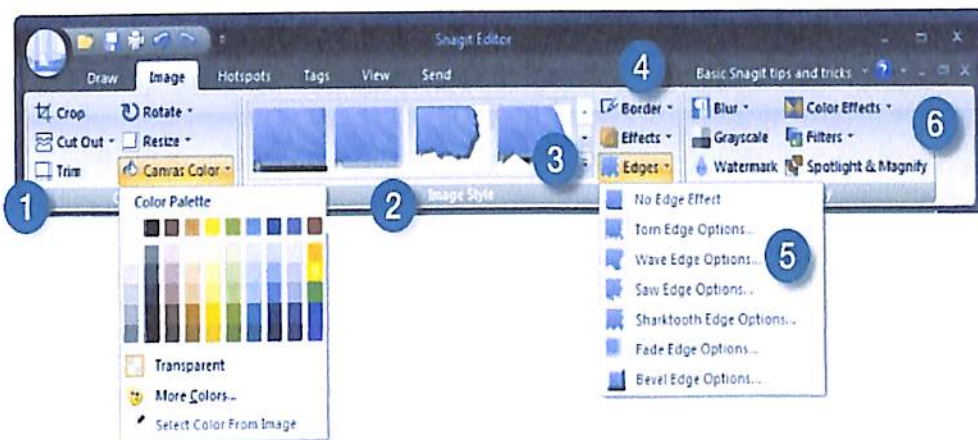 Snagit Editor
Draw Image Hotspots Tags View Send
Basic Snagit tips and tricks
4
Crop Rotate Border Blur Color Effects
6
Cut Out Resize Effects Grayscale Filters
3
Trim Canvas Color Edges Watermark Spotlight & Magnify
1
2
Image Style
Color Palette
No Edge Effect
Torn Edge Options...
5
Wave Edge Options...
Saw Edge Options...
Sharktooth Edge Options...
Fade Edge Options...
Bevel Edge Options...
Transparent
More Colors...
Select Color From Image